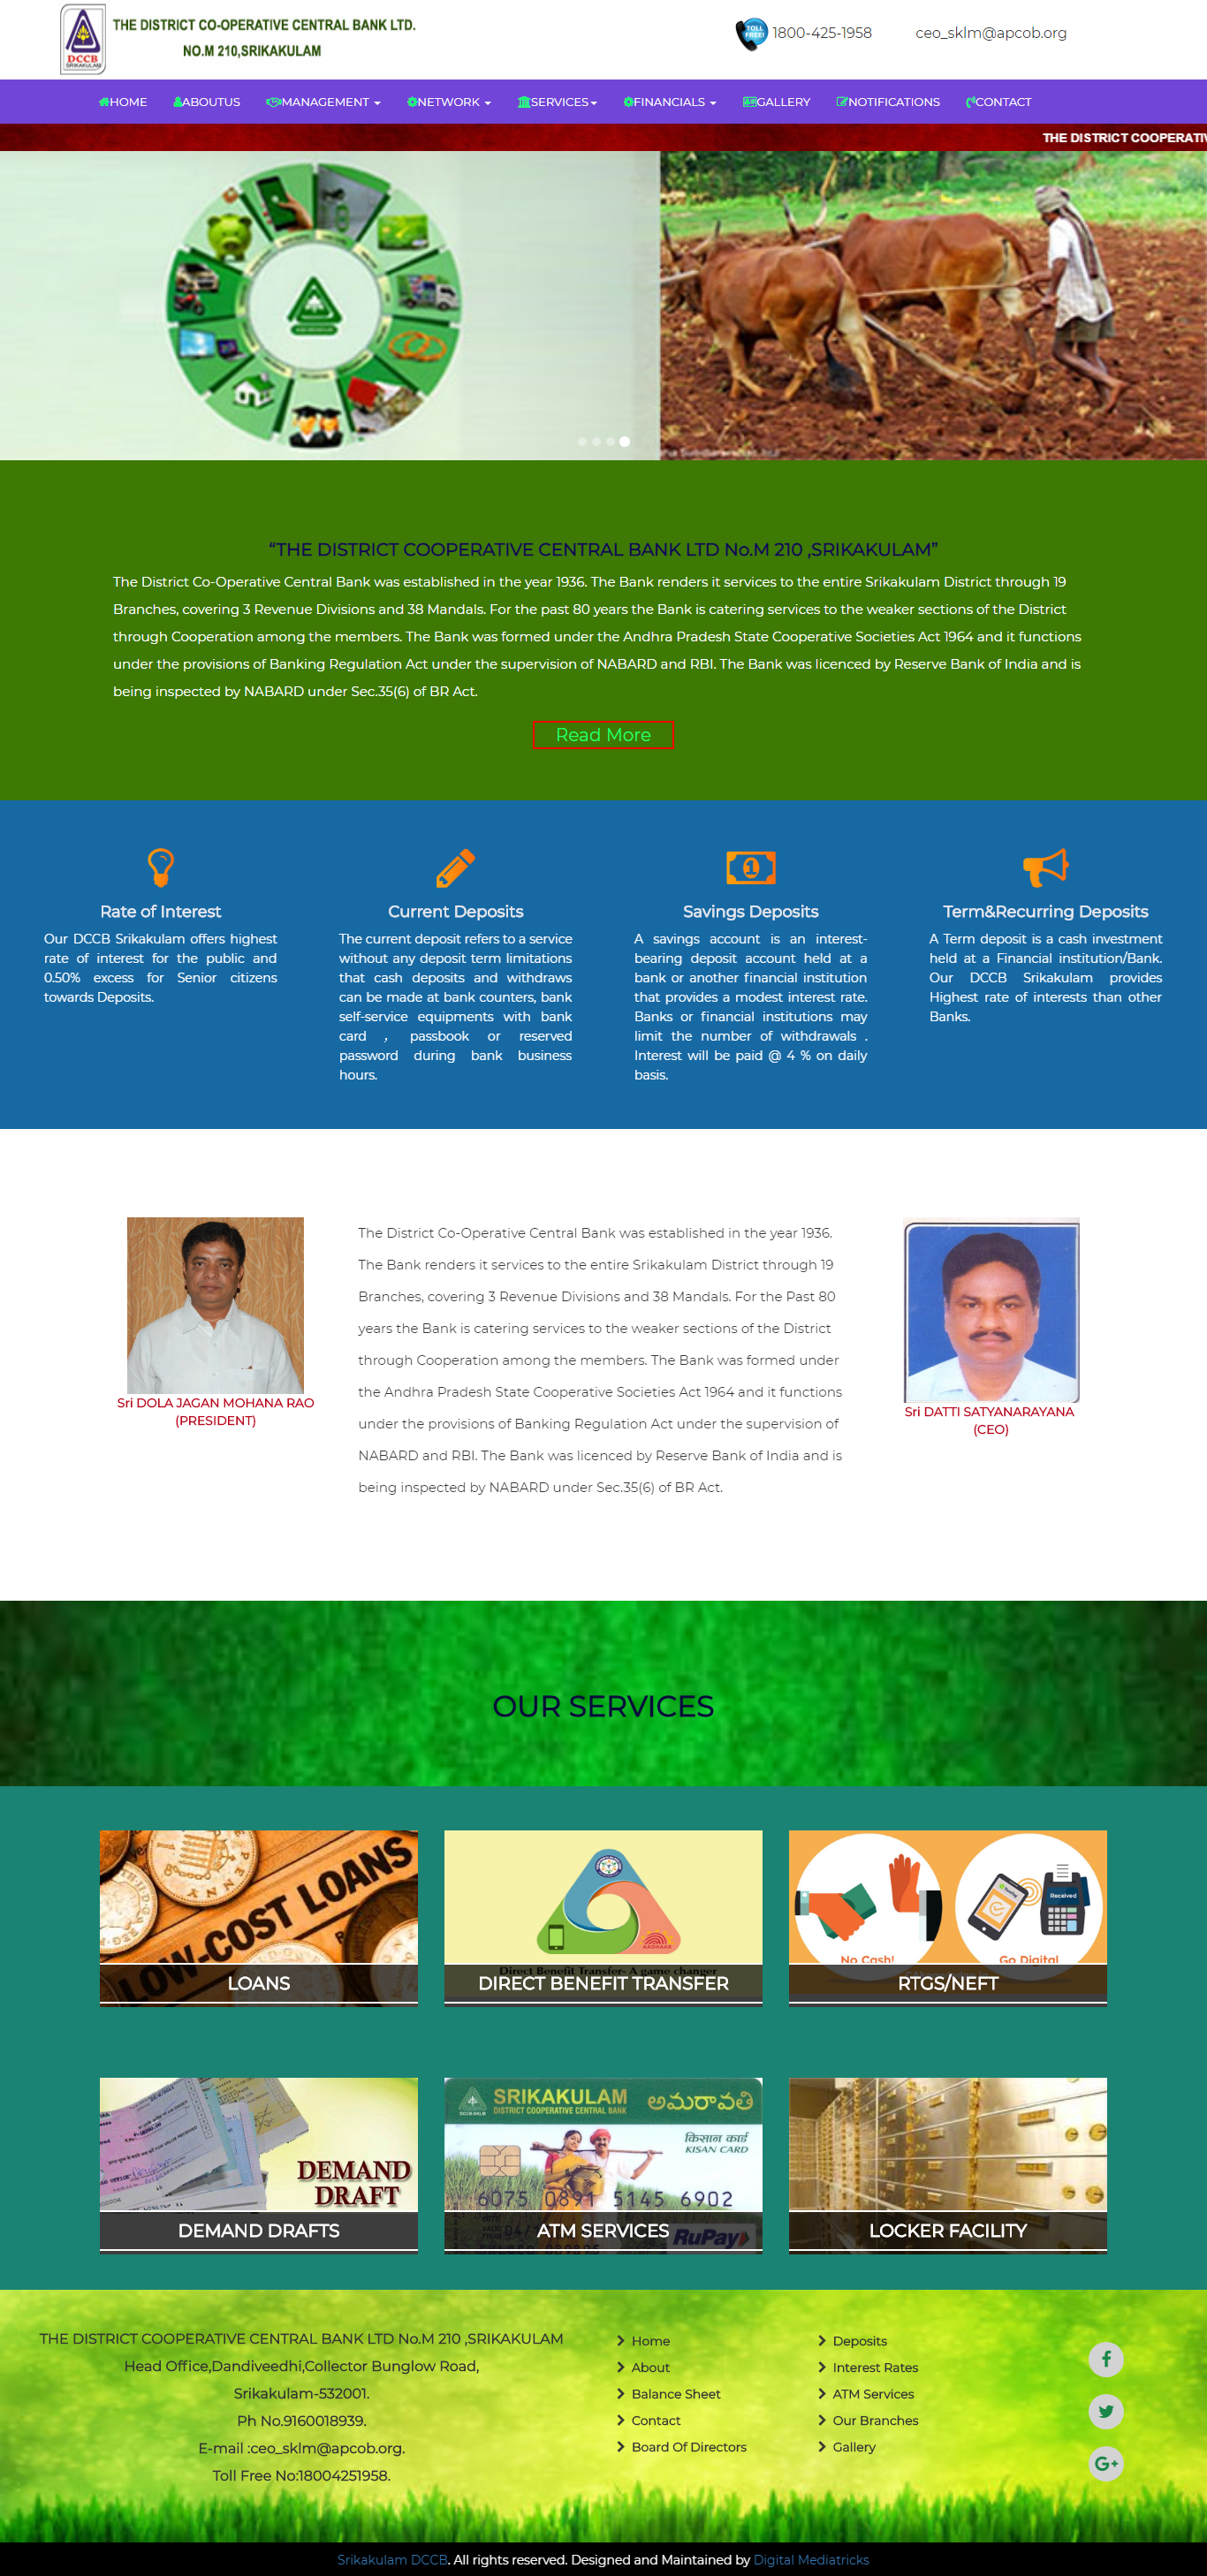 THE DISTRICT CO-OPERATIVE CENTRAL BANK LTD.
NO.M 210,SRIKAKULAM
DCCB
SRIKAKULAM
TOLL FREE!
1800-425-1958
ceo_sklm@apcob.org
HOME ABOUTUS MANAGEMENT NETWORK SERVICES FINANCIALS GALLERY NOTIFICATIONS CONTACT
THE DISTRICT COOPERATIV
“THE DISTRICT COOPERATIVE CENTRAL BANK LTD No.M 210 ,SRIKAKULAM”
The District Co-Operative Central Bank was established in the year 1936. The Bank renders it services to the entire Srikakulam District through 19
Branches, covering 3 Revenue Divisions and 38 Mandals. For the past 80 years the Bank is catering services to the weaker sections of the District
through Cooperation among the members. The Bank was formed under the Andhra Pradesh State Cooperative Societies Act 1964 and it functions
under the provisions of Banking Regulation Act under the supervision of NABARD and RBI. The Bank was licenced by Reserve Bank of India and is
being inspected by NABARD under Sec.35(6) of BR Act.
Read More
Rate of Interest
Our DCCB Srikakulam offers highest
rate of interest for the public and
0.50% excess for Senior citizens
towards Deposits.
Current Deposits
The current deposit refers to a service
without any deposit term limitations
that cash deposits and withdraws
can be made at bank counters, bank
self-service equipments with bank
card , passbook or reserved
password during bank business
hours.
Savings Deposits
A savings account is an interest-
bearing deposit account held at a
bank or another financial institution
that provides a modest interest rate.
Banks or financial institutions may
limit the number of withdrawals .
Interest will be paid @ 4 % on daily
basis.
Term&Recurring Deposits
A Term deposit is a cash investment
held at a Financial institution/Bank.
Our DCCB Srikakulam provides
Highest rate of interests than other
Banks.
Sri DOLA JAGAN MOHANA RAO
(PRESIDENT)
The District Co-Operative Central Bank was established in the year 1936.
The Bank renders it services to the entire Srikakulam District through 19
Branches, covering 3 Revenue Divisions and 38 Mandals. For the Past 80
years the Bank is catering services to the weaker sections of the District
through Cooperation among the members. The Bank was formed under
the Andhra Pradesh State Cooperative Societies Act 1964 and it functions
under the provisions of Banking Regulation Act under the supervision of
NABARD and RBI. The Bank was licenced by Reserve Bank of India and is
being inspected by NABARD under Sec.35(6) of BR Act.
Sri DATTI SATYANARAYANA
(CEO)
OUR SERVICES
LOW-COST LOANS
LOANS
AADHAAR
Direct Benefit Transfer- A game changer
DIRECT BENEFIT TRANSFER
Received
No Cash!
Go Digital
RTGS/NEFT
DEMAND
DRAFT
DEMAND DRAFTS
SRIKAKULAM
DISTRICT COOPERATIVE CENTRAL BANK
అమరావతి
किसान कार्ड
KISAN CARD
6075 0891 5145 6902
RuPay
ATM SERVICES
LOCKER FACILITY
THE DISTRICT COOPERATIVE CENTRAL BANK LTD No.M 210 ,SRIKAKULAM
Head Office,Dandiveedhi,Collector Bunglow Road,
Srikakulam-532001.
Ph No.9160018939.
E-mail :ceo_sklm@apcob.org.
Toll Free No:18004251958.
Home
About
Balance Sheet
Contact
Board Of Directors
Deposits
Interest Rates
ATM Services
Our Branches
Gallery
Srikakulam DCCB. All rights reserved. Designed and Maintained by Digital Mediatricks